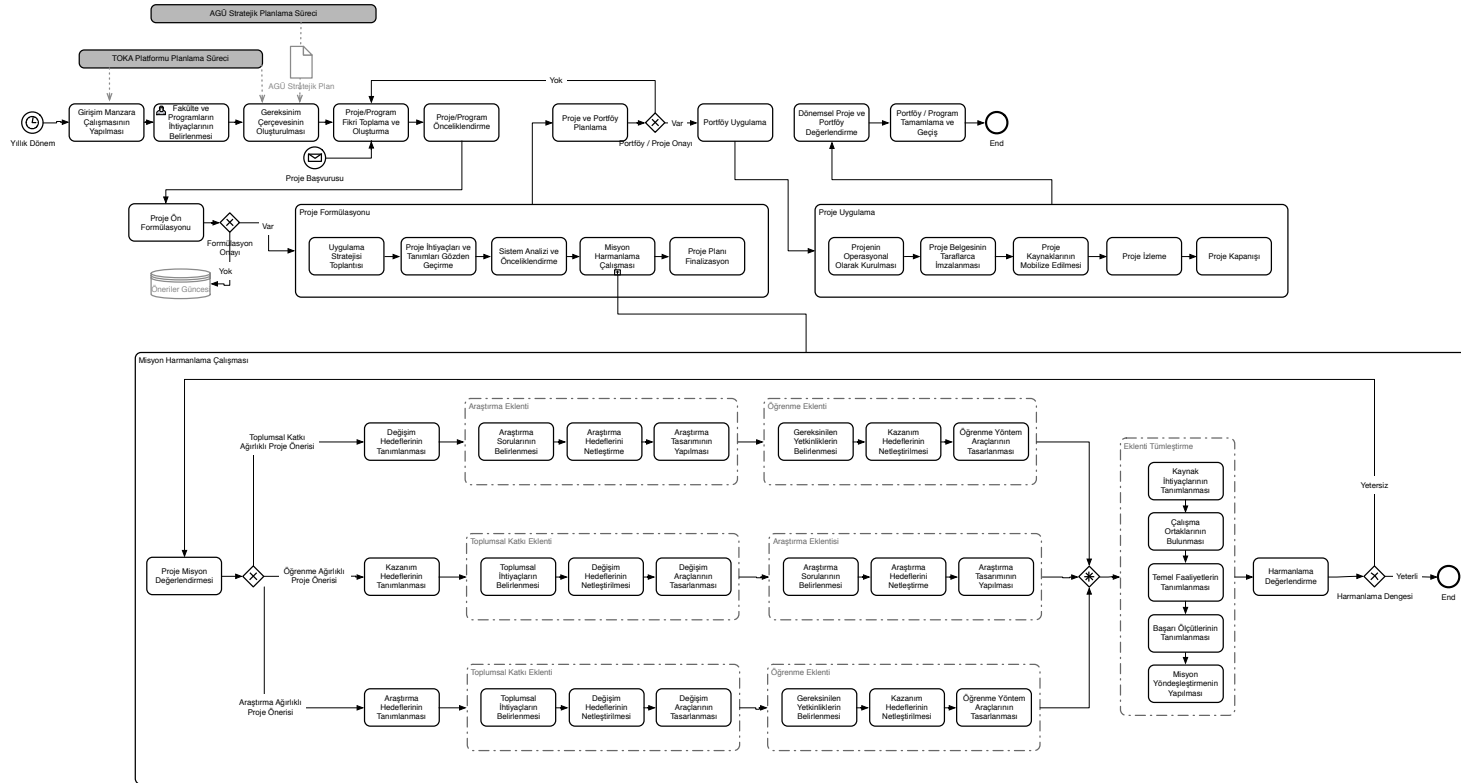 AGÜ Stratejik Planlama Süreci
TOKA Platformu Planlama Süreci
AGÜ Stratejik Plan
Yıllık Dönem
Girişim Manzara
Çalışmasının
Yapılması
Fakülte ve
Programların
İhtiyaçlarının
Belirlenmesi
Gereksinim
Çerçevesinin
Oluşturulması
Proje/Program
Fikri Toplama ve
Oluşturma
Proje/Program
Önceliklendirme
Proje Başvurusu
Yok
Proje ve Portföy
Planlama
Var
Portföy / Proje Onayı
Portföy Uygulama
Dönemsel Proje ve
Portföy
Değerlendirme
Portföy / Program
Tamamlama ve
Geçiş
End
Proje Ön
Formülasyonu
Var
Formülasyon
Onayı
Yok
Öneriler Güncesi
Proje Formülasyonu
Uygulama
Stratejisi
Toplantısı
Proje İhtiyaçları ve
Tanımları Gözden
Geçirme
Sistem Analizi ve
Önceliklendirme
Misyon
Harmanlama
Çalışması
Proje Planı
Finalizasyon
Proje Uygulama
Projenin
Operasyonal
Olarak Kurulması
Proje Belgesinin
Taraflarca
İmzalanması
Proje
Kaynaklarının
Mobilize Edilmesi
Proje İzleme
Proje Kapanışı
Misyon Harmanlama Çalışması
Proje Misyon
Değerlendirmesi
Toplumsal Katkı
Ağırlıklı Proje Önerisi
Değişim
Hedeflerinin
Tanımlanması
Araştırma Eklenti
Araştırma
Sorularının
Belirlenmesi
Araştırma
Hedeflerini
Netleştirme
Araştırma
Tasarımının
Yapılması
Öğrenme Eklenti
Gereksinilen
Yetkinliklerin
Belirlenmesi
Kazanım
Hedeflerinin
Netleştirilmesi
Öğrenme Yöntem
Araçlarının
Tasarlanması
Öğrenme Ağırlıklı
Proje Önerisi
Kazanım
Hedeflerinin
Tanımlanması
Toplumsal Katkı Eklenti
Toplumsal
İhtiyaçların
Belirlenmesi
Değişim
Hedeflerinin
Netleştirilmesi
Değişim
Araçlarının
Tasarlanması
Araştırma Eklentisi
Araştırma
Sorularının
Belirlenmesi
Araştırma
Hedeflerini
Netleştirme
Araştırma
Tasarımının
Yapılması
Araştırma Ağırlıklı
Proje Önerisi
Araştırma
Hedeflerinin
Tanımlanması
Toplumsal Katkı Eklenti
Toplumsal
İhtiyaçların
Belirlenmesi
Değişim
Hedeflerinin
Netleştirilmesi
Değişim
Araçlarının
Tasarlanması
Öğrenme Eklenti
Gereksinilen
Yetkinliklerin
Belirlenmesi
Kazanım
Hedeflerinin
Netleştirilmesi
Öğrenme Yöntem
Araçlarının
Tasarlanması
Eklenti Tümleştirme
Kaynak
İhtiyaçlarının
Tanımlanması
Çalışma
Ortaklarının
Bulunması
Temel Faaliyetlerin
Tanımlanması
Başarı Ölçütlerinin
Tanımlanması
Misyon
Yöndeşleştirmenin
Yapılması
Harmanlama
Değerlendirme
Yetersiz
Yeterli
Harmanlama Dengesi
End